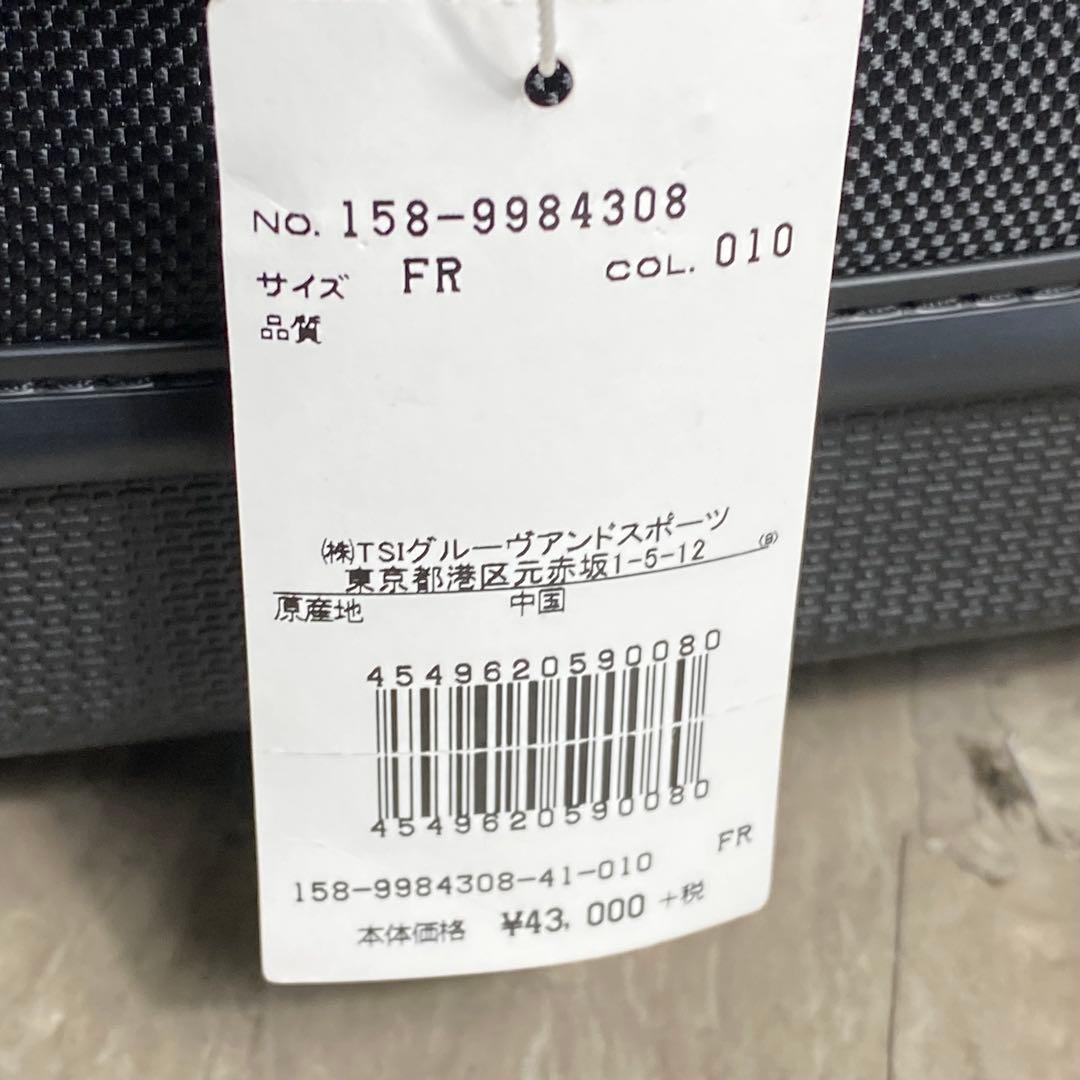 NO. 158-9984308
サイズ FR COL. 010
品質
㈱TSIグルーヴアンドスポーツ
東京都港区元赤坂1-5-12 (9)
原産地 中国
4549620590080
4549620590080
FR
158-9984308-41-010
本体価格 ¥43,000 +税